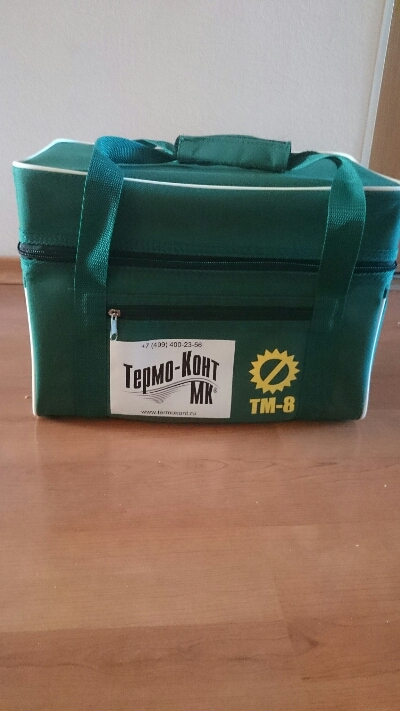 +7 (499) 400-23-56
Термо-Конт
МК®
www.termokont.ru
ТМ-8